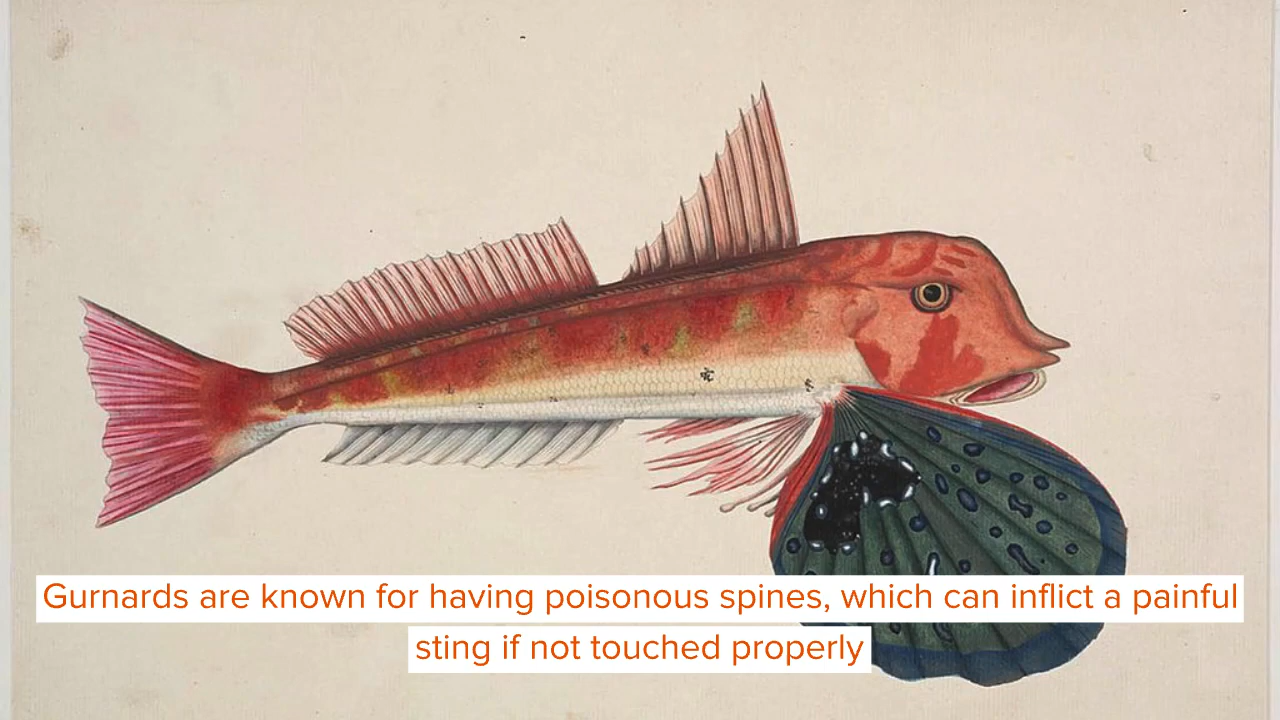 Gurnards are known for having poisonous spines, which can inflict a painful
sting if not touched properly